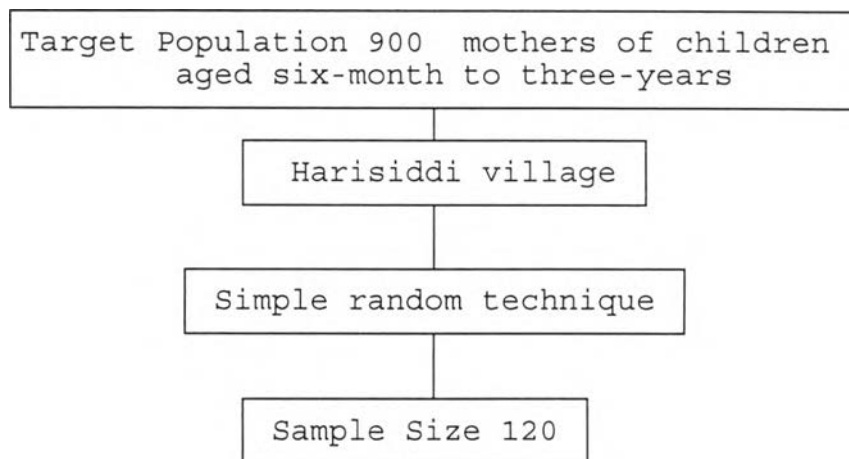 Target Population 900 mothers of children
aged six-month to three-years
Harisiddi village
Simple random technique
Sample Size 120